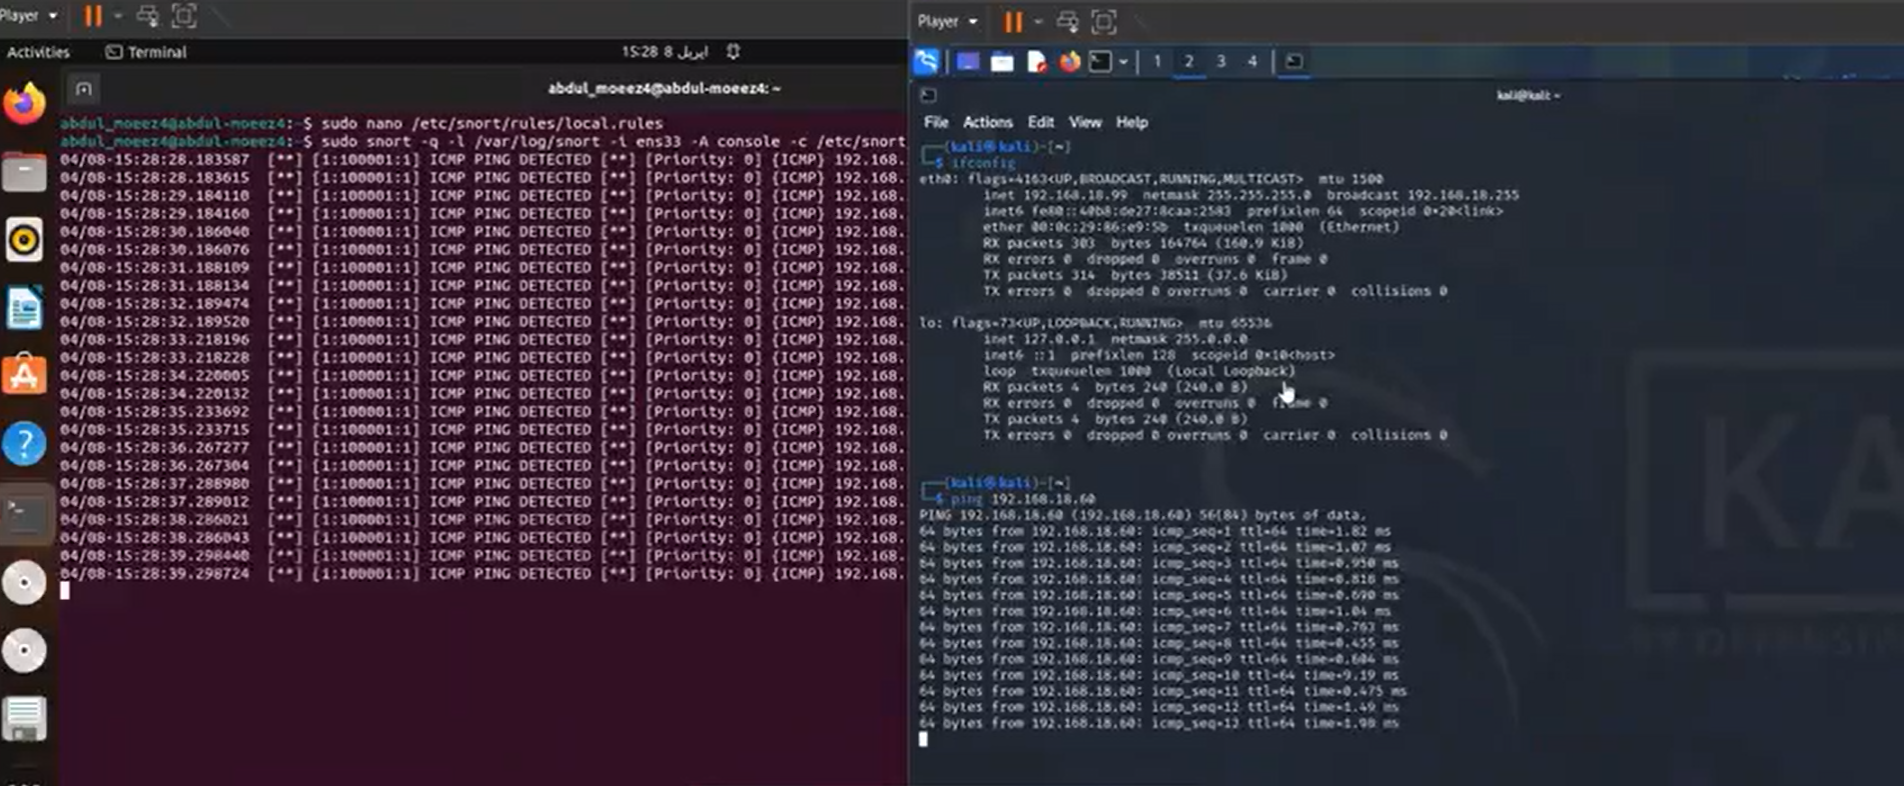 Player
Activities
Terminal
15:28 8 اپریل
abdul_moeez4@abdul-moeez4: ~
abdul_moeez4@abdul-moeez4:~$ sudo nano /etc/snort/rules/local.rules
abdul_moeez4@abdul-moeez4:~$ sudo snort -q -l /var/log/snort -i ens33 -A console -c /etc/snort
04/08-15:28:28.183587 [**] [1:100001:1] ICMP PING DETECTED [**] [Priority: 0] {ICMP} 192.168.
04/08-15:28:28.183615 [**] [1:100001:1] ICMP PING DETECTED [**] [Priority: 0] {ICMP} 192.168.
04/08-15:28:29.184110 [**] [1:100001:1] ICMP PING DETECTED [**] [Priority: 0] {ICMP} 192.168.
04/08-15:28:29.184160 [**] [1:100001:1] ICMP PING DETECTED [**] [Priority: 0] {ICMP} 192.168.
04/08-15:28:30.186040 [**] [1:100001:1] ICMP PING DETECTED [**] [Priority: 0] {ICMP} 192.168.
04/08-15:28:30.186076 [**] [1:100001:1] ICMP PING DETECTED [**] [Priority: 0] {ICMP} 192.168.
04/08-15:28:31.188109 [**] [1:100001:1] ICMP PING DETECTED [**] [Priority: 0] {ICMP} 192.168.
04/08-15:28:31.188134 [**] [1:100001:1] ICMP PING DETECTED [**] [Priority: 0] {ICMP} 192.168.
04/08-15:28:32.189474 [**] [1:100001:1] ICMP PING DETECTED [**] [Priority: 0] {ICMP} 192.168.
04/08-15:28:32.189520 [**] [1:100001:1] ICMP PING DETECTED [**] [Priority: 0] {ICMP} 192.168.
04/08-15:28:33.218196 [**] [1:100001:1] ICMP PING DETECTED [**] [Priority: 0] {ICMP} 192.168.
04/08-15:28:33.218228 [**] [1:100001:1] ICMP PING DETECTED [**] [Priority: 0] {ICMP} 192.168.
04/08-15:28:34.220005 [**] [1:100001:1] ICMP PING DETECTED [**] [Priority: 0] {ICMP} 192.168.
04/08-15:28:34.220132 [**] [1:100001:1] ICMP PING DETECTED [**] [Priority: 0] {ICMP} 192.168.
04/08-15:28:35.233692 [**] [1:100001:1] ICMP PING DETECTED [**] [Priority: 0] {ICMP} 192.168.
04/08-15:28:35.233715 [**] [1:100001:1] ICMP PING DETECTED [**] [Priority: 0] {ICMP} 192.168.
04/08-15:28:36.267277 [**] [1:100001:1] ICMP PING DETECTED [**] [Priority: 0] {ICMP} 192.168.
04/08-15:28:36.267304 [**] [1:100001:1] ICMP PING DETECTED [**] [Priority: 0] {ICMP} 192.168.
04/08-15:28:37.288980 [**] [1:100001:1] ICMP PING DETECTED [**] [Priority: 0] {ICMP} 192.168.
04/08-15:28:37.289012 [**] [1:100001:1] ICMP PING DETECTED [**] [Priority: 0] {ICMP} 192.168.
04/08-15:28:38.286021 [**] [1:100001:1] ICMP PING DETECTED [**] [Priority: 0] {ICMP} 192.168.
04/08-15:28:38.286043 [**] [1:100001:1] ICMP PING DETECTED [**] [Priority: 0] {ICMP} 192.168.
04/08-15:28:39.298440 [**] [1:100001:1] ICMP PING DETECTED [**] [Priority: 0] {ICMP} 192.168.
04/08-15:28:39.298724 [**] [1:100001:1] ICMP PING DETECTED [**] [Priority: 0] {ICMP} 192.168.
Player
1 2 3 4
kali@kali: ~
File Actions Edit View Help
(kali@kali)-[~]
$ ifconfig
eth0: flags=4163<UP,BROADCAST,RUNNING,MULTICAST> mtu 1500
inet 192.168.18.99 netmask 255.255.255.0 broadcast 192.168.18.255
inet6 fe80::40b8:de27:8caa:2583 prefixlen 64 scopeid 0×20<link>
ether 00:0c:29:86:e9:5b txqueuelen 1000 (Ethernet)
RX packets 303 bytes 164764 (160.9 KiB)
RX errors 0 dropped 0 overruns 0 frame 0
TX packets 314 bytes 38511 (37.6 KiB)
TX errors 0 dropped 0 overruns 0 carrier 0 collisions 0
lo: flags=73<UP,LOOPBACK,RUNNING> mtu 65536
inet 127.0.0.1 netmask 255.0.0.0
inet6 ::1 prefixlen 128 scopeid 0×10<host>
loop txqueuelen 1000 (Local Loopback)
RX packets 4 bytes 240 (240.0 B)
RX errors 0 dropped 0 overruns 0 frame 0
TX packets 4 bytes 240 (240.0 B)
TX errors 0 dropped 0 overruns 0 carrier 0 collisions 0
(kali@kali)-[~]
$ ping 192.168.18.60
PING 192.168.18.60 (192.168.18.60) 56(84) bytes of data.
64 bytes from 192.168.18.60: icmp_seq=1 ttl=64 time=1.82 ms
64 bytes from 192.168.18.60: icmp_seq=2 ttl=64 time=1.07 ms
64 bytes from 192.168.18.60: icmp_seq=3 ttl=64 time=0.950 ms
64 bytes from 192.168.18.60: icmp_seq=4 ttl=64 time=0.818 ms
64 bytes from 192.168.18.60: icmp_seq=5 ttl=64 time=0.690 ms
64 bytes from 192.168.18.60: icmp_seq=6 ttl=64 time=1.04 ms
64 bytes from 192.168.18.60: icmp_seq=7 ttl=64 time=0.763 ms
64 bytes from 192.168.18.60: icmp_seq=8 ttl=64 time=0.455 ms
64 bytes from 192.168.18.60: icmp_seq=9 ttl=64 time=0.604 ms
64 bytes from 192.168.18.60: icmp_seq=10 ttl=64 time=9.19 ms
64 bytes from 192.168.18.60: icmp_seq=11 ttl=64 time=0.475 ms
64 bytes from 192.168.18.60: icmp_seq=12 ttl=64 time=1.49 ms
64 bytes from 192.168.18.60: icmp_seq=13 ttl=64 time=1.90 ms
KA